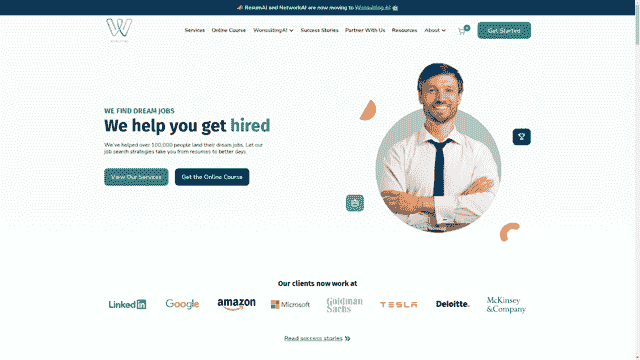 ResumAI and NetworkAI are now moving to Wonsulting AI
Services Online Course WonsultingAI Success Stories Partner With Us Resources About 0 Get Started
WE FIND DREAM JOBS
We help you get hired
We've helped over 100,000 people land their dream jobs. Let our
job search strategies take you from resumes to better days.
View Our Services Get the Online Course
Our clients now work at
LinkedIn Google amazon Microsoft Goldman Sachs TESLA Deloitte. McKinsey & Company
Read success stories